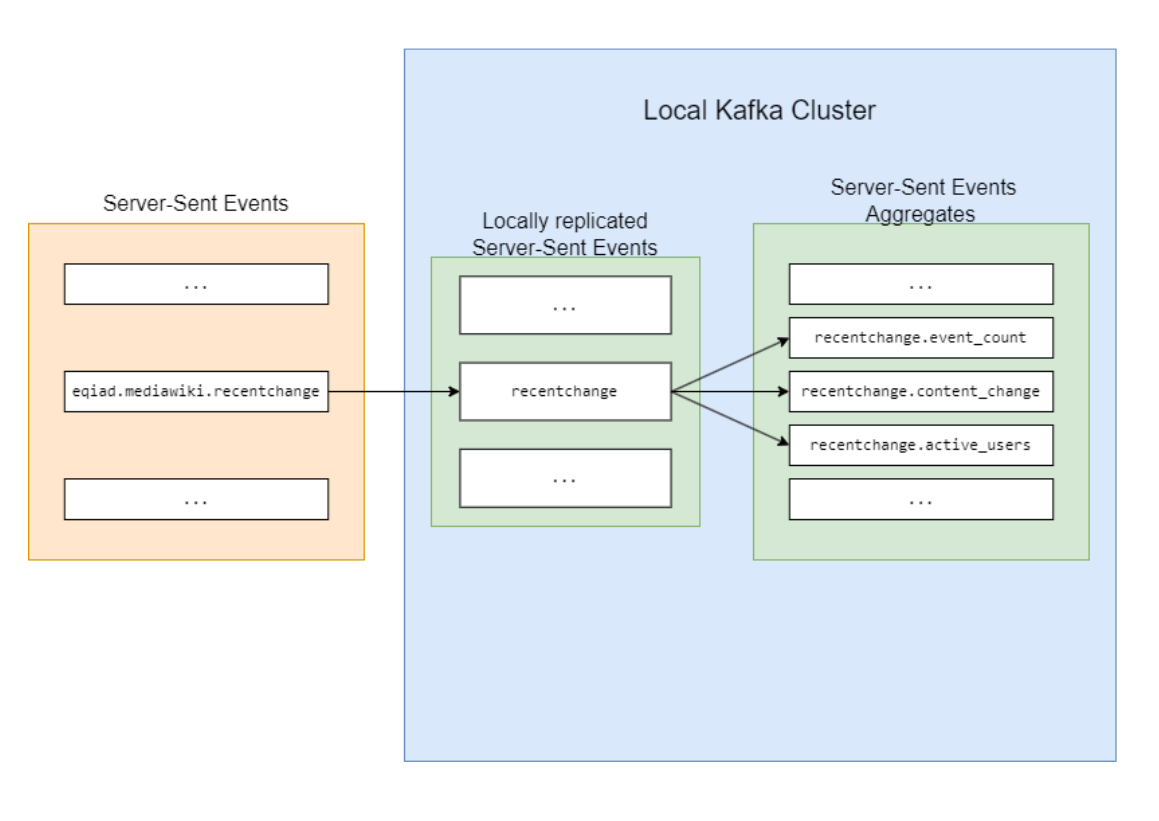 Local Kafka Cluster
Server-Sent Events
...
eqiad.mediawiki.recentchange
...
Locally replicated
Server-Sent Events
...
recentchange
...
Server-Sent Events
Aggregates
...
recentchange.event_count
recentchange.content_change
recentchange.active_users
...